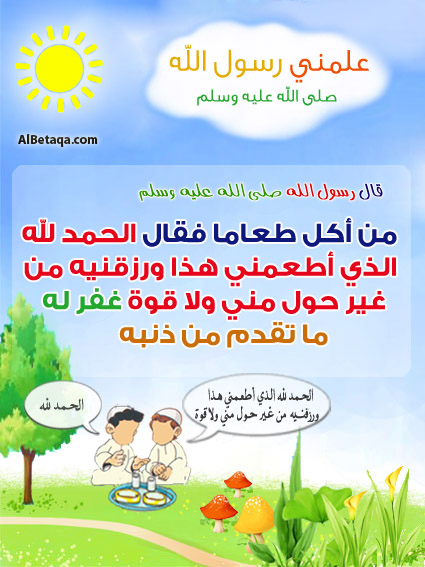 علمني رسول الله
صلى الله عليه وسلم
AlBetaqa.com
قال رسول الله صلى الله عليه وسلم
من أكل طعاما فقال الحمد لله
الذي أطعمني هذا ورزقنيه من
غير حول مني ولا قوة غفر له
ما تقدم من ذنبه
الحمد لله الذي أطعمني هذا
ورزقنيه من غير حول مني ولا قوة
الحمد لله